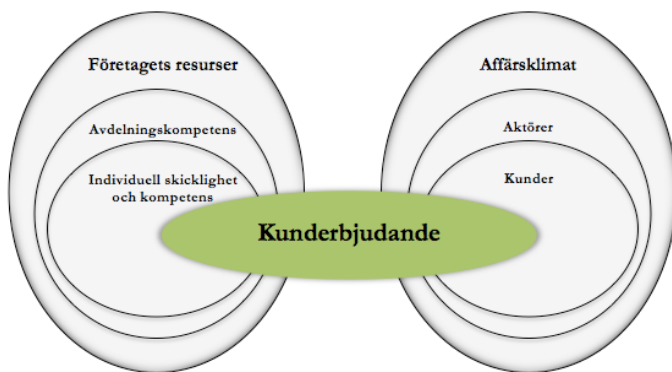 Företagets resurser
Avdelningskompetens
Individuell skicklighet
och kompetens
Affärsklimat
Aktörer
Kunder
Kunderbjudande